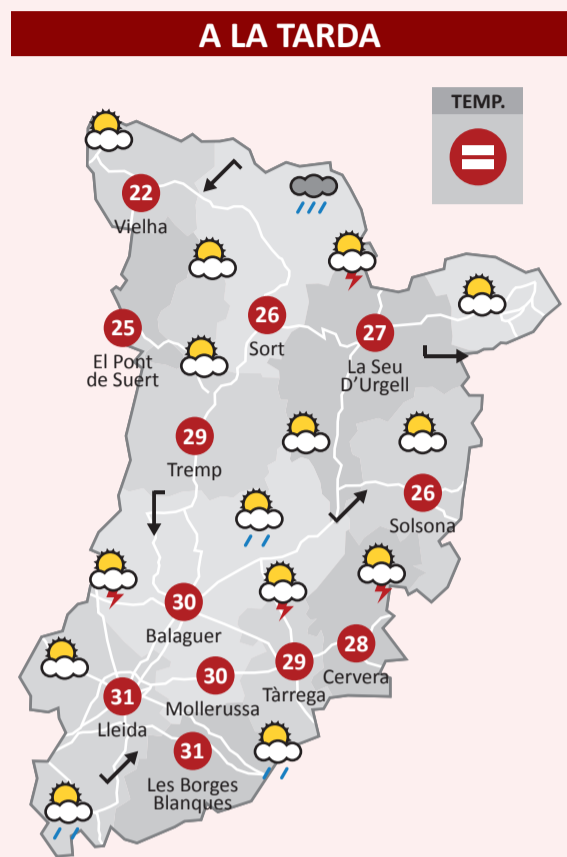 A LA TARDA
TEMP.
22
Vielha
26
Sort
25
El Pont
de Suert
27
La Seu
D'Urgell
29
Tremp
26
Solsona
30
Balaguer
28
Cervera
29
Tàrrega
30
Mollerussa
31
Lleida
31
Les Borges
Blanques